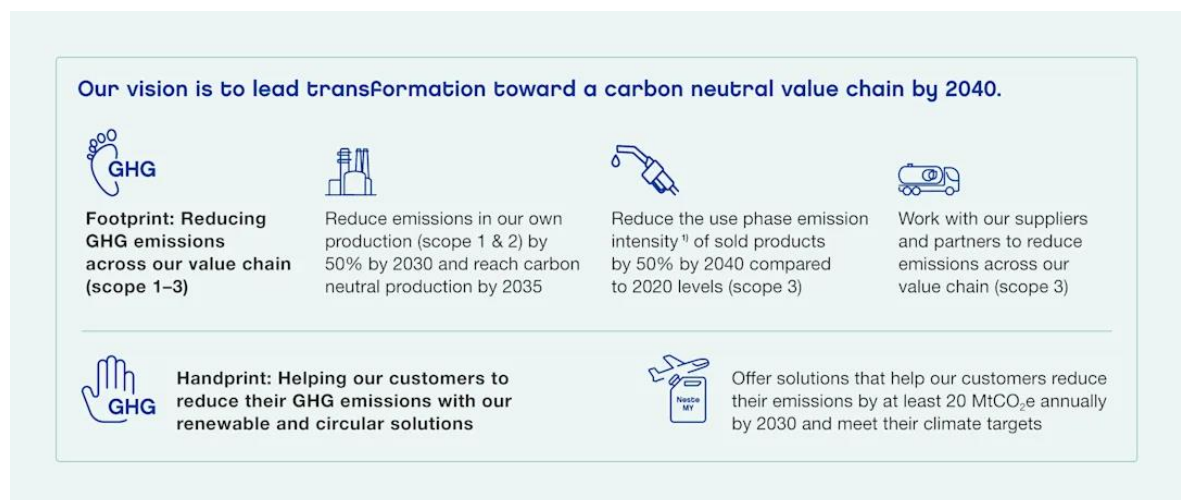 Our vision is to lead transformation toward a carbon neutral value chain by 2040.
GHG
Footprint: Reducing
GHG emissions
across our value chain
(scope 1–3)
Reduce emissions in our own
production (scope 1 & 2) by
50% by 2030 and reach carbon
neutral production by 2035
Reduce the use phase emission
intensity ¹⁾ of sold products
by 50% by 2040 compared
to 2020 levels (scope 3)
Work with our suppliers
and partners to reduce
emissions across our
value chain (scope 3)
GHG
Handprint: Helping our customers to
reduce their GHG emissions with our
renewable and circular solutions
Neste
MY
Offer solutions that help our customers reduce
their emissions by at least 20 MtCO₂e annually
by 2030 and meet their climate targets